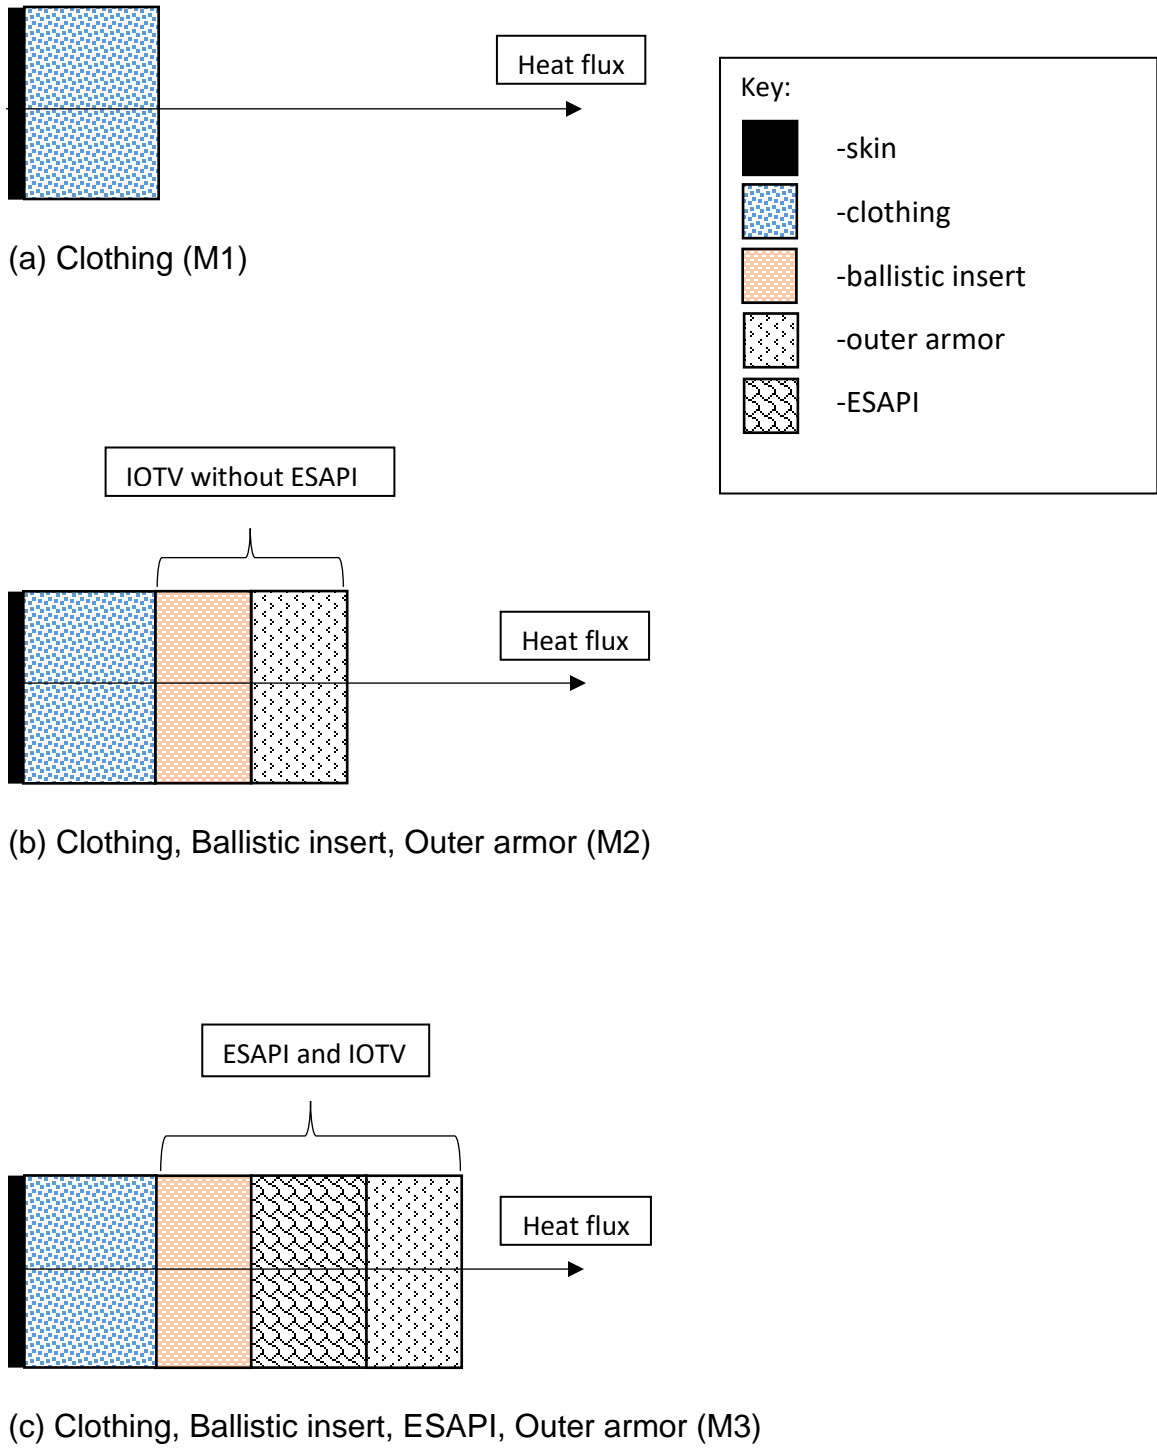 Heat flux
(a) Clothing (M1)
Key:
-skin
-clothing
-ballistic insert
-outer armor
-ESAPI
IOTV without ESAPI
Heat flux
(b) Clothing, Ballistic insert, Outer armor (M2)
ESAPI and IOTV
Heat flux
(c) Clothing, Ballistic insert, ESAPI, Outer armor (M3)